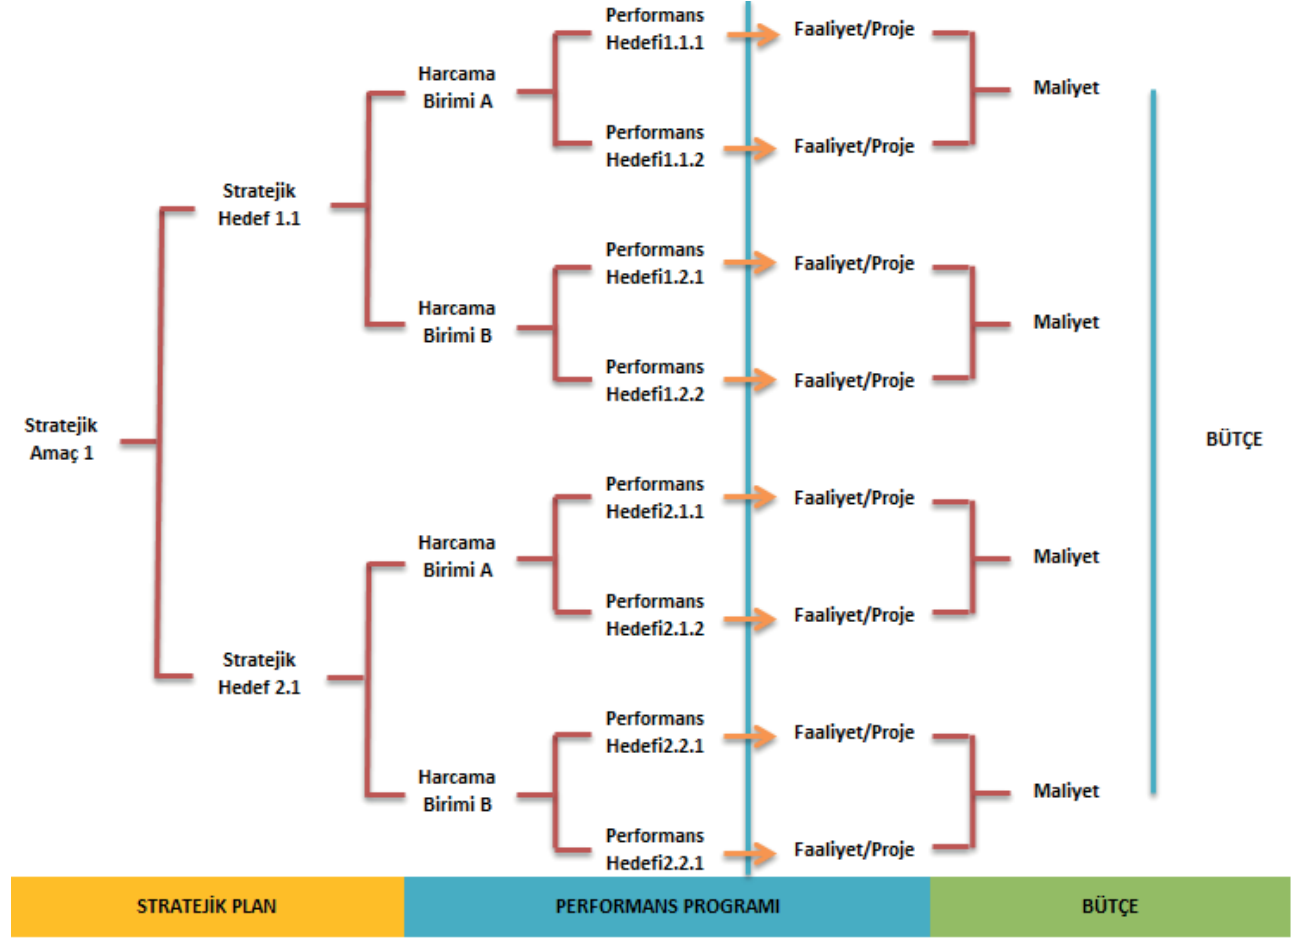 Performans
Hedefi1.1.1
Faaliyet/Proje
Harcama
Birimi A
Maliyet
Performans
Hedefi1.1.2
Faaliyet/Proje
Stratejik
Hedef 1.1
Performans
Hedefi1.2.1
Faaliyet/Proje
Harcama
Birimi B
Maliyet
Performans
Hedefi1.2.2
Faaliyet/Proje
Stratejik
Amaç 1
BÜTÇE
Performans
Hedefi2.1.1
Faaliyet/Proje
Harcama
Birimi A
Maliyet
Performans
Hedefi2.1.2
Faaliyet/Proje
Stratejik
Hedef 2.1
Performans
Hedefi2.2.1
Faaliyet/Proje
Harcama
Birimi B
Maliyet
Performans
Hedefi2.2.1
Faaliyet/Proje
STRATEJİK PLAN
PERFORMANS PROGRAMI
BÜTÇE